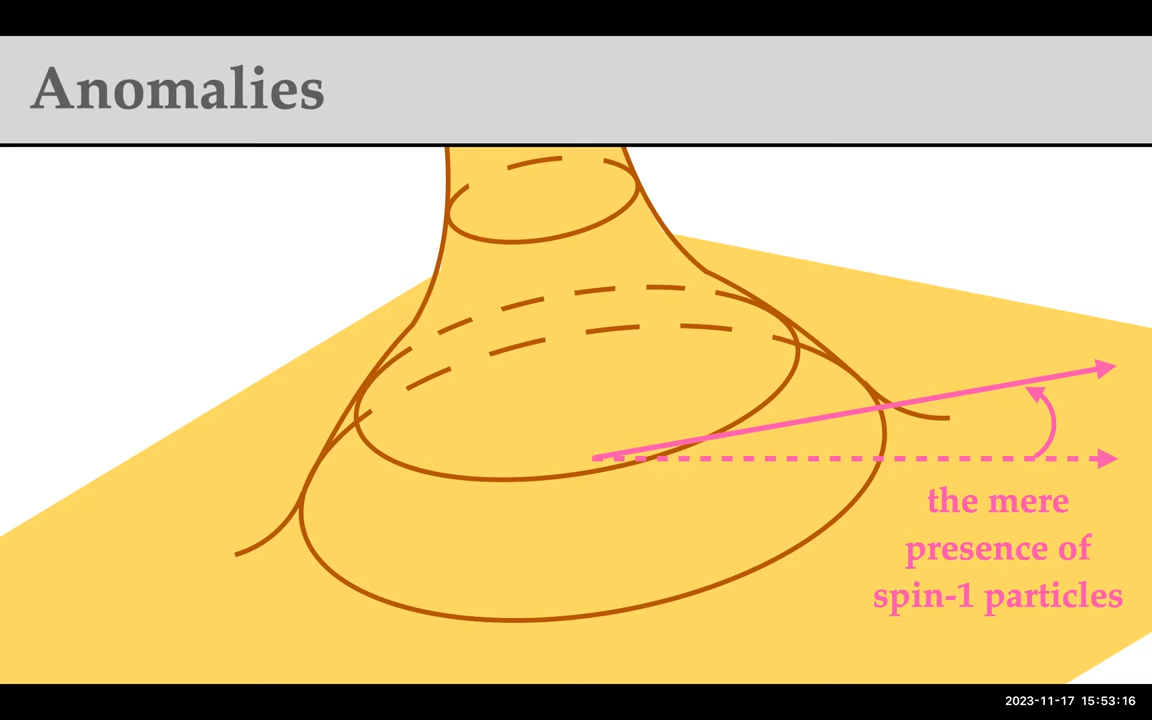 Anomalies
the mere
presence of
spin-1 particles
2023-11-17 15:53:16